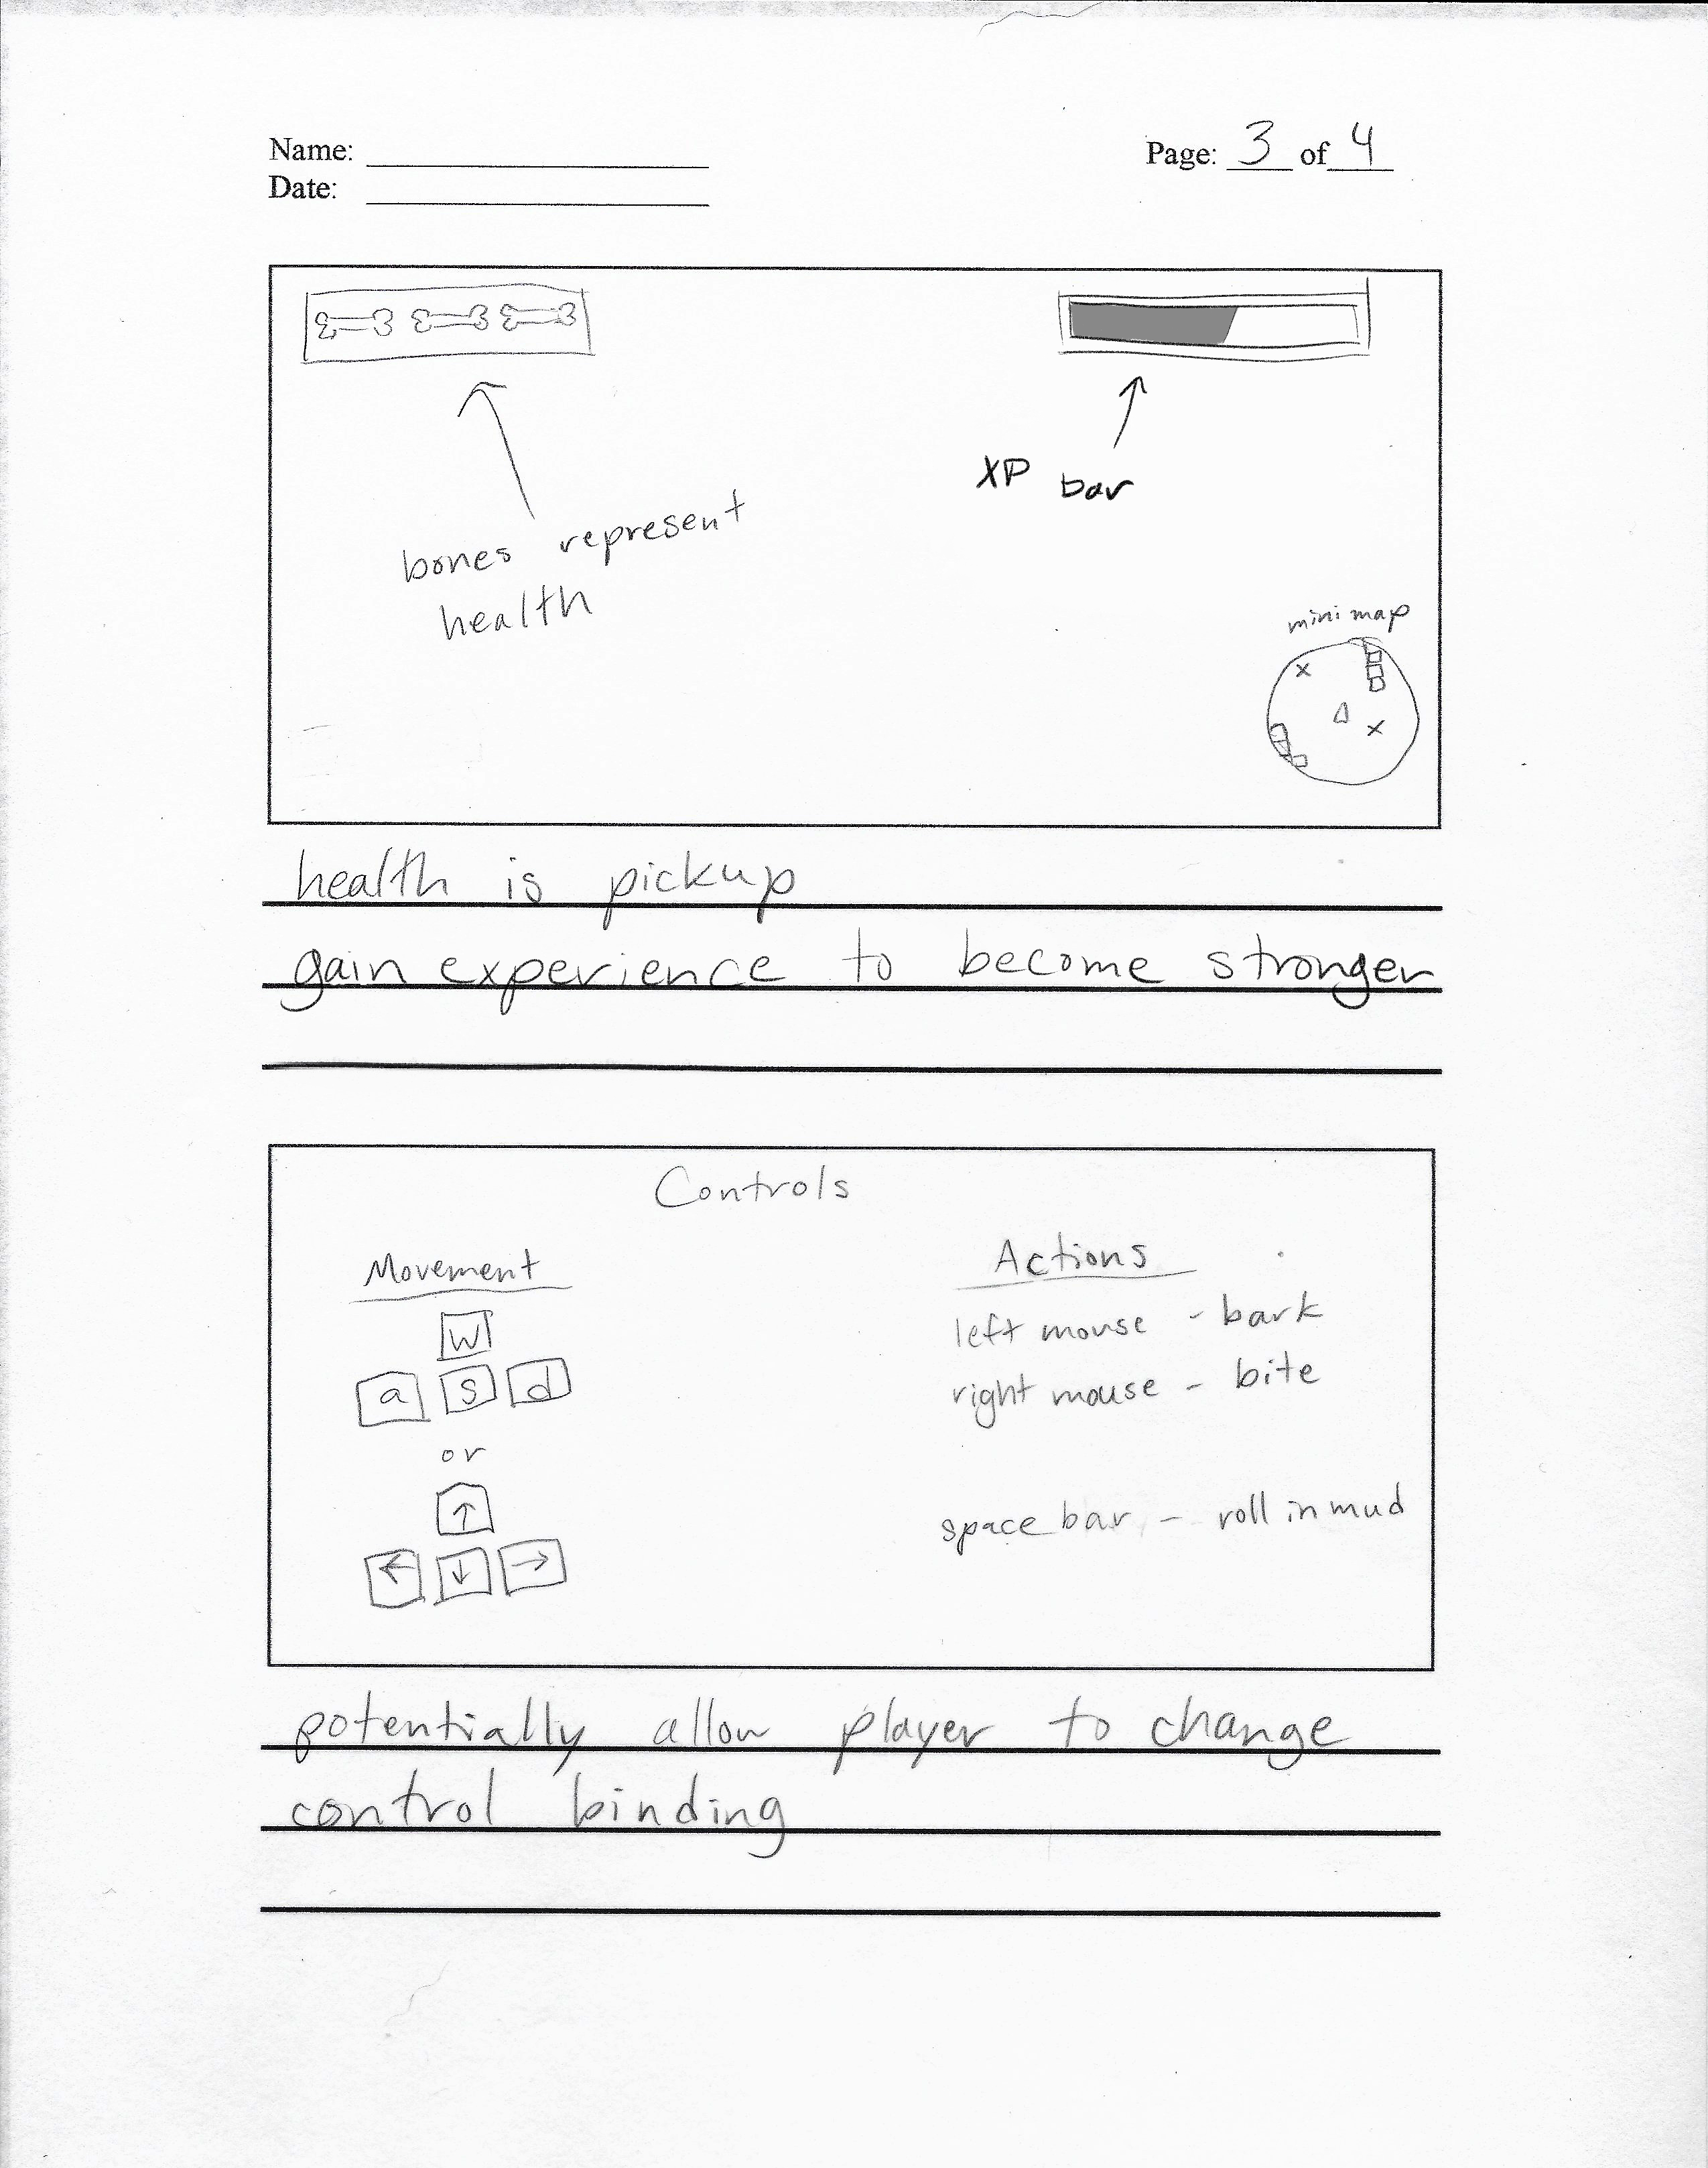 Name:
Page: 3 of 4
Date:
XP bar
bones represent
health
mini map
x
x
health is pickup
gain experience to become stronger
Controls
Movement
Actions
W
left mouse - bark
a s d
right mouse - bite
or
↑
space bar - roll in mud
← ↓ →
potentially allow player to change
control binding